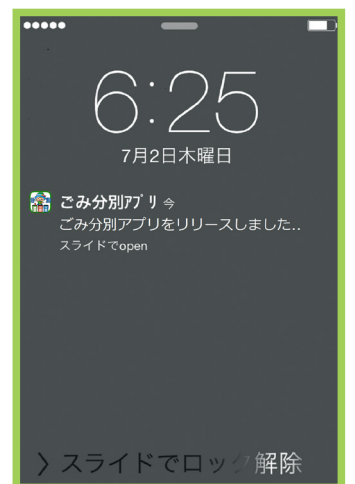 6:25
7月2日木曜日
ごみ分別アプリ 今
ごみ分別アプリをリリースしました..
スライドでopen
〉スライドでロック解除